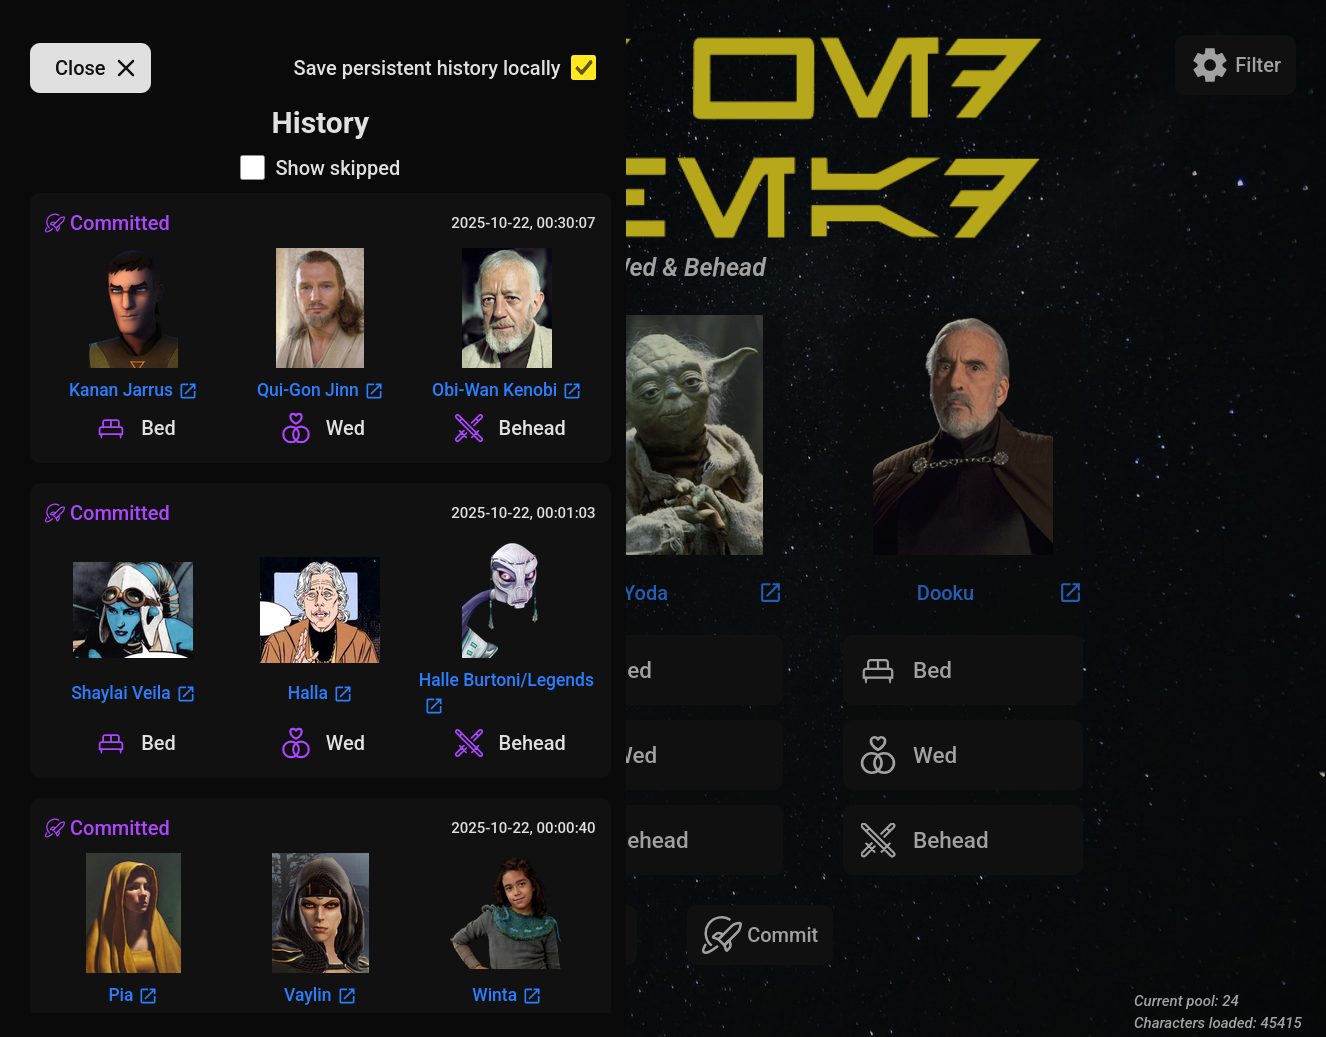 Close
Save persistent history locally
Filter
History
Show skipped
Committed
2025-10-22, 00:30:07
Kanan Jarrus
Qui-Gon Jinn
Obi-Wan Kenobi
Bed
Wed
Behead
Committed
2025-10-22, 00:01:03
Shaylai Veila
Halla
Halle Burtoni/Legends
Bed
Wed
Behead
Committed
2025-10-22, 00:00:40
Pia
Vaylin
Winta
Wed & Behead
Yoda
Dooku
ed
Bed
Wed
Wed
ehead
Behead
Commit
Current pool: 24
Characters loaded: 45415